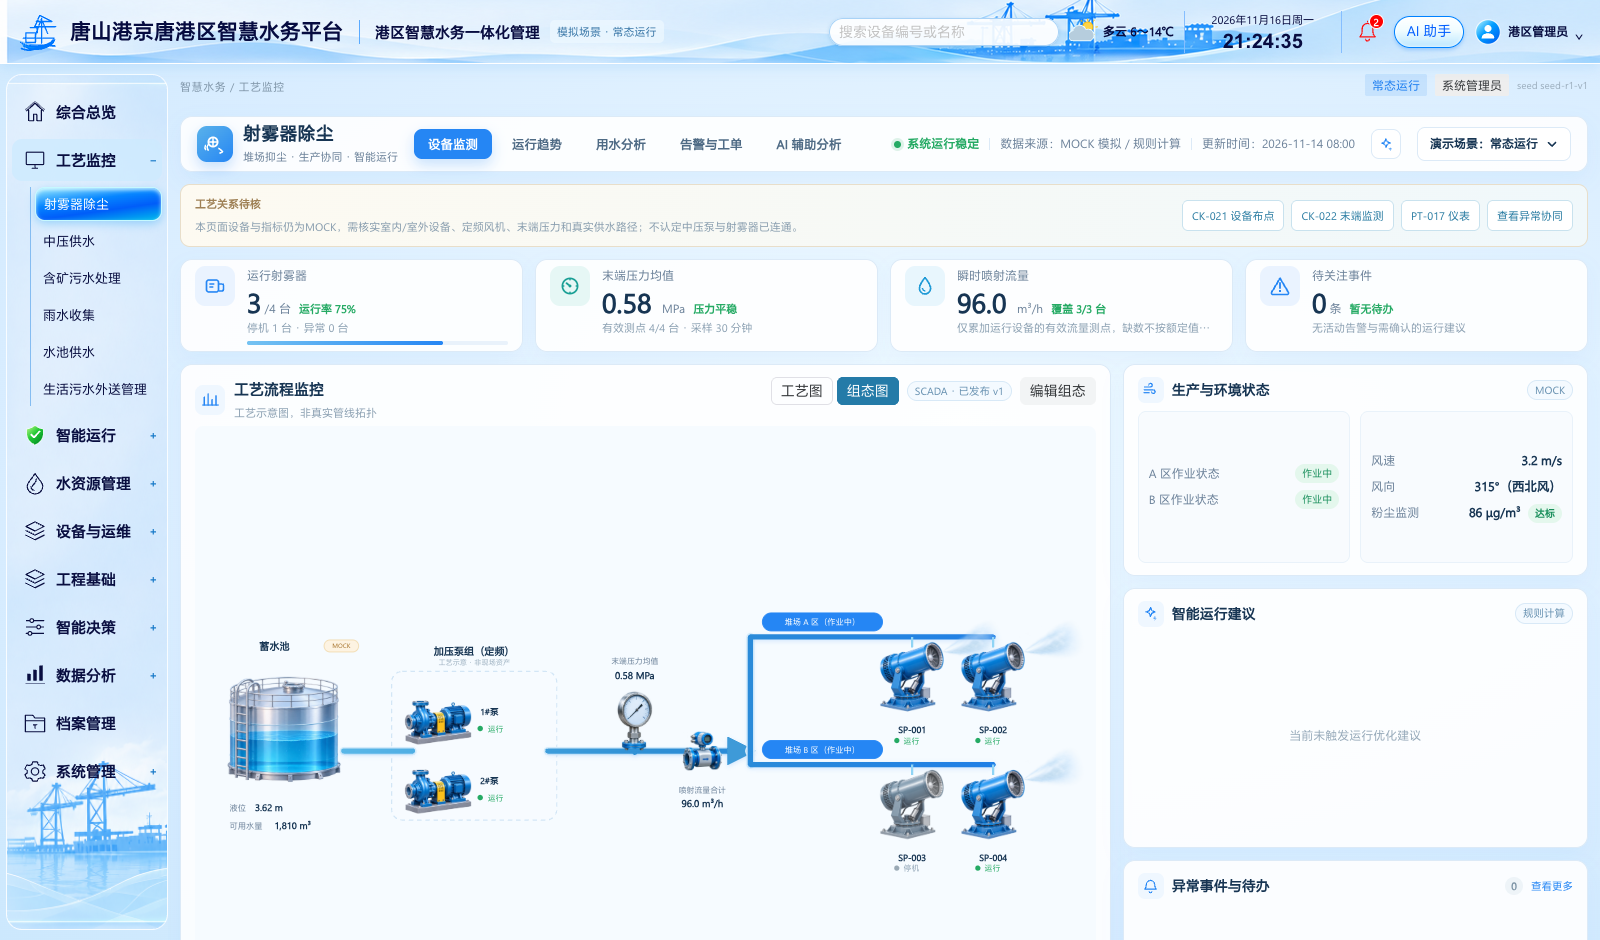 唐山港京唐港区智慧水务平台
港区智慧水务一体化管理
模拟场景 · 常态运行
搜索设备编号或名称
多云 6~14℃
2026年11月16日周一
21:24:35
2
AI 助手
港区管理员
综合总览
工艺监控
射雾器除尘
中压供水
含矿污水处理
雨水收集
水池供水
生活污水外送管理
智能运行
水资源管理
设备与运维
工程基础
智能决策
数据分析
档案管理
系统管理
智慧水务 / 工艺监控
常态运行
系统管理员
seed seed-r1-v1
射雾器除尘
堆场抑尘 · 生产协同 · 智能运行
设备监测
运行趋势
用水分析
告警与工单
AI 辅助分析
系统运行稳定
数据来源：MOCK 模拟 / 规则计算
更新时间：2026-11-14 08:00
演示场景：常态运行
工艺关系待核
本页面设备与指标仍为MOCK，需核实室内/室外设备、定频风机、末端压力和真实供水路径；不认定中压泵与射雾器已连通。
CK-021 设备布点
CK-022 末端监测
PT-017 仪表
查看异常协同
运行射雾器
3 /4 台 运行率 75%
停机 1 台 · 异常 0 台
末端压力均值
0.58 MPa 压力平稳
有效测点 4/4 台 · 采样 30 分钟
瞬时喷射流量
96.0 m³/h 覆盖 3/3 台
仅累加运行设备的有效流量测点，缺数不按额定值…
待关注事件
0 条 暂无待办
无活动告警与需确认的运行建议
工艺流程监控
工艺示意图，非真实管线拓扑
工艺图
组态图
SCADA · 已发布 v1
编辑组态
蓄水池
MOCK
液位 3.62 m
可用水量 1,810 m³
加压泵组（定频）
工艺示意 · 非现场资产
1#泵
运行
2#泵
运行
末端压力均值
0.58 MPa
喷射流量合计
96.0 m³/h
堆场 A 区（作业中）
SP-001
运行
SP-002
运行
堆场 B 区（作业中）
SP-003
停机
SP-004
运行
生产与环境状态
MOCK
A 区作业状态 作业中
B 区作业状态 作业中
风速 3.2 m/s
风向 315°（西北风）
粉尘监测 86 μg/m³ 达标
智能运行建议
规则计算
当前未触发运行优化建议
异常事件与待办
0
查看更多